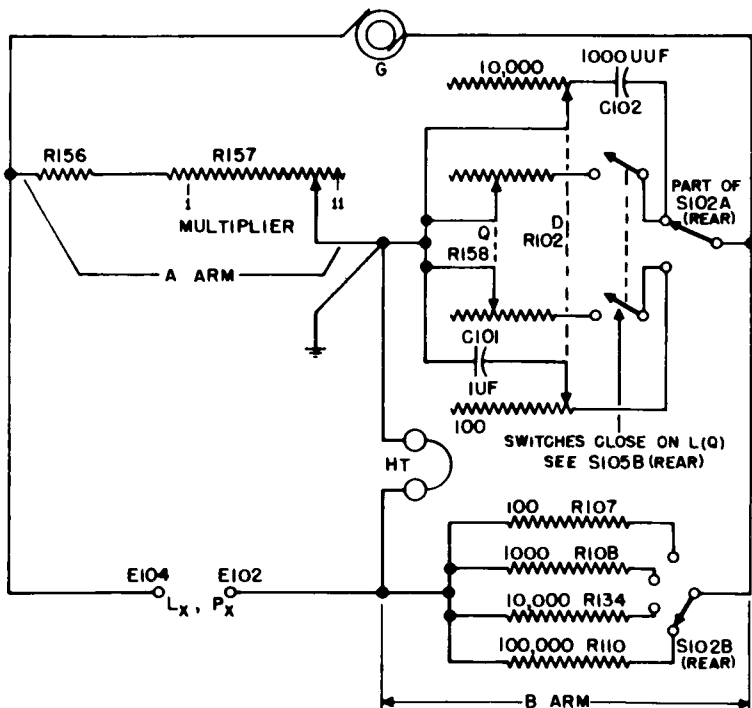 G
10,000
1000 UUF
C102
R156
R157
1
11
MULTIPLIER
A ARM
Q
R158
D
R102
PART OF
S102A
(REAR)
C101
1UF
100
SWITCHES CLOSE ON L(Q)
SEE S105B (REAR)
HT
100 R107
1000 R108
10,000 R134
100,000 R110
S102B
(REAR)
E104
E102
Lx, Px
B ARM